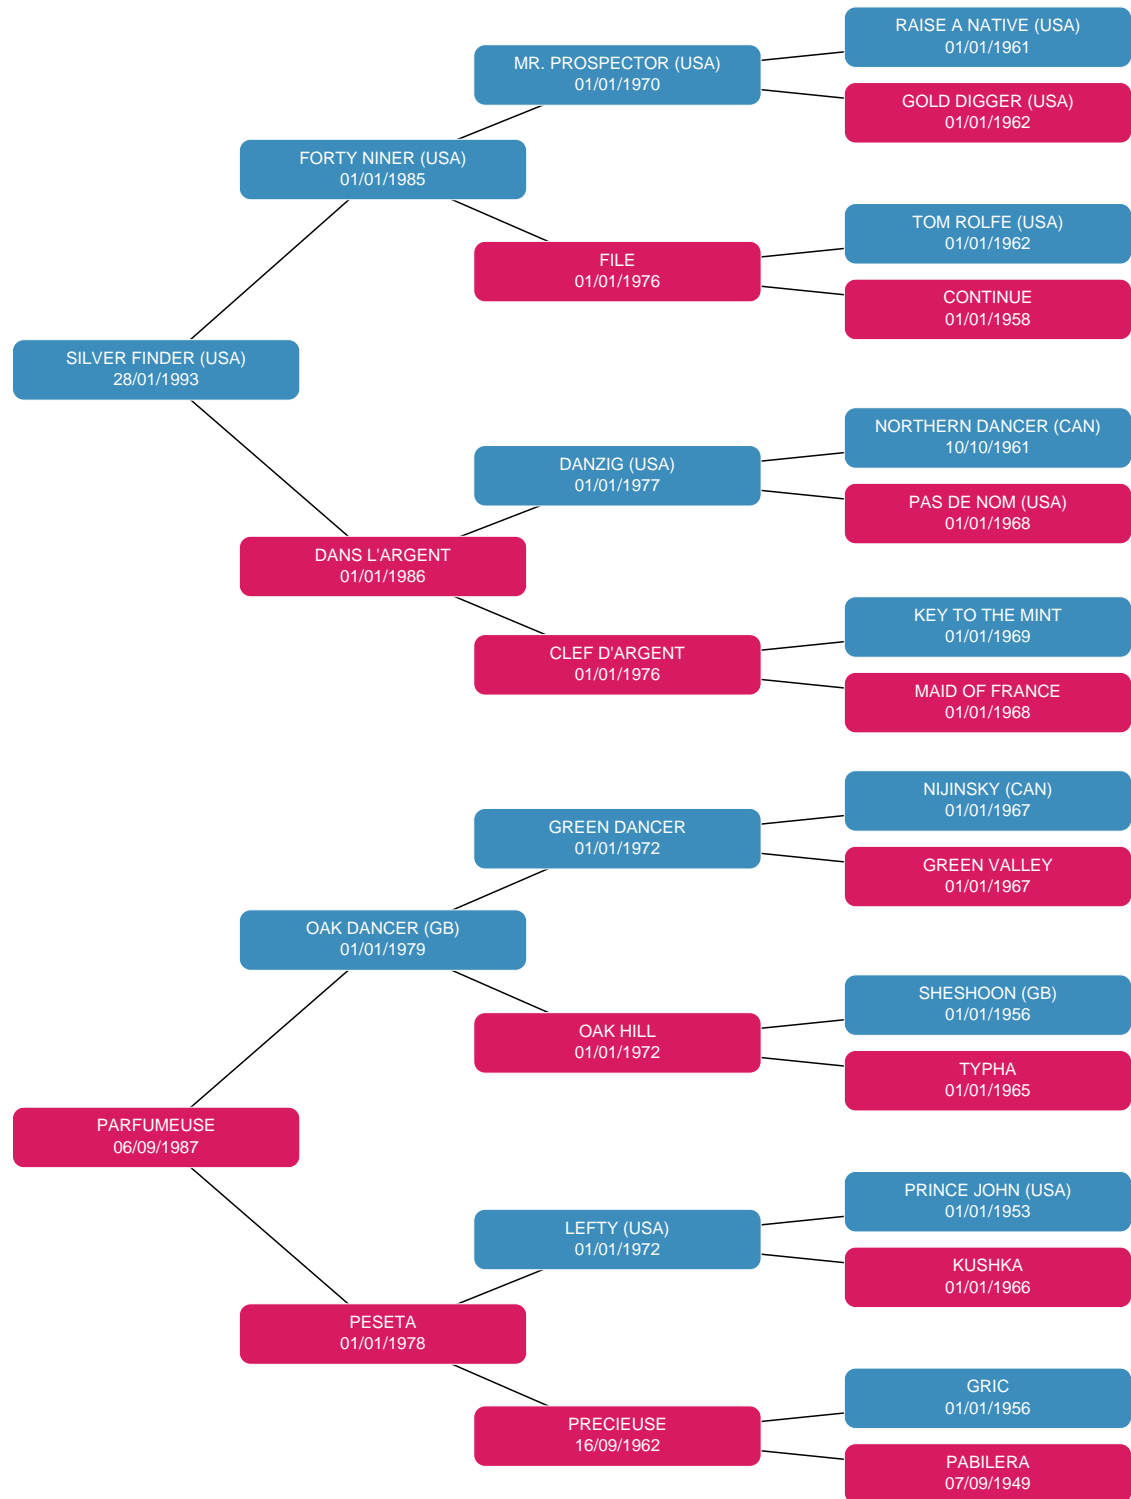 RAISE A NATIVE (USA)
01/01/1961
MR. PROSPECTOR (USA)
01/01/1970
GOLD DIGGER (USA)
01/01/1962
FORTY NINER (USA)
01/01/1985
TOM ROLFE (USA)
01/01/1962
FILE
01/01/1976
CONTINUE
01/01/1958
SILVER FINDER (USA)
28/01/1993
NORTHERN DANCER (CAN)
10/10/1961
DANZIG (USA)
01/01/1977
PAS DE NOM (USA)
01/01/1968
DANS L'ARGENT
01/01/1986
KEY TO THE MINT
01/01/1969
CLEF D'ARGENT
01/01/1976
MAID OF FRANCE
01/01/1968
NIJINSKY (CAN)
01/01/1967
GREEN DANCER
01/01/1972
GREEN VALLEY
01/01/1967
OAK DANCER (GB)
01/01/1979
SHESHOON (GB)
01/01/1956
OAK HILL
01/01/1972
TYPHA
01/01/1965
PARFUMEUSE
06/09/1987
PRINCE JOHN (USA)
01/01/1953
LEFTY (USA)
01/01/1972
KUSHKA
01/01/1966
PESETA
01/01/1978
GRIC
01/01/1956
PRECIEUSE
16/09/1962
PABILERA
07/09/1949